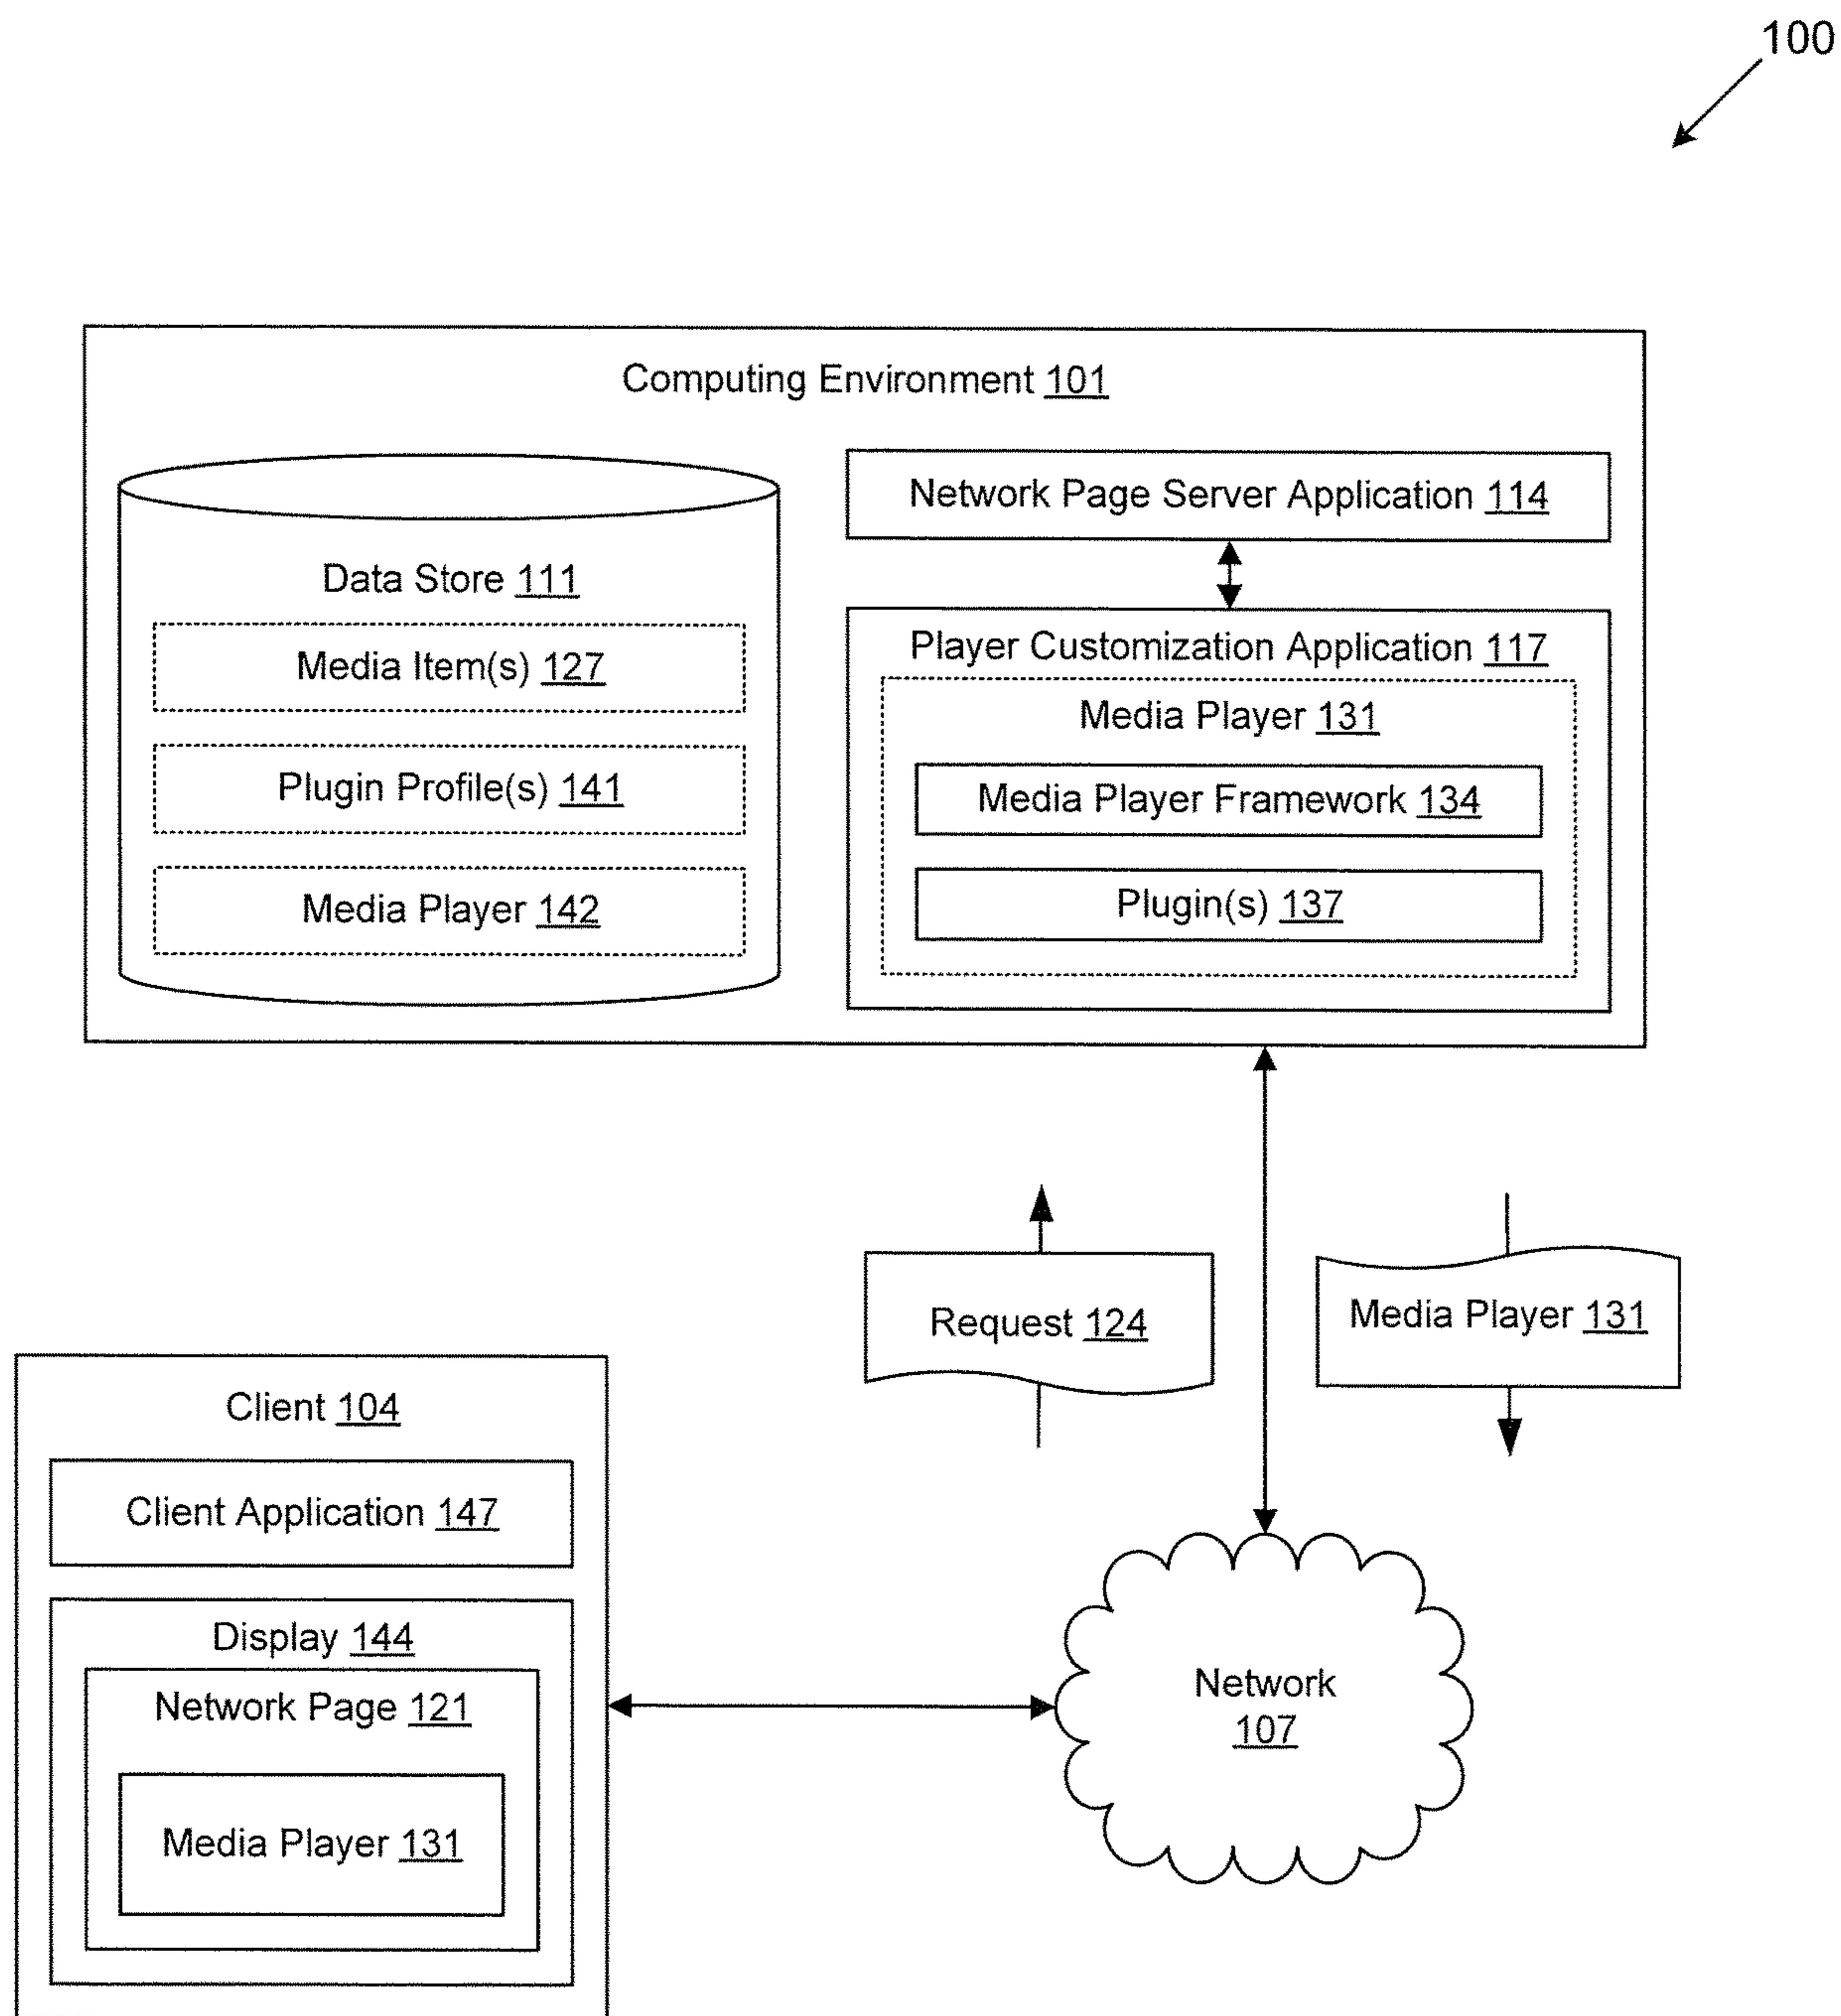 100
Computing Environment 101
Data Store 111
Media Item(s) 127
Plugin Profile(s) 141
Media Player 142
Network Page Server Application 114
Player Customization Application 117
Media Player 131
Media Player Framework 134
Plugin(s) 137
Request 124
Media Player 131
Client 104
Client Application 147
Display 144
Network Page 121
Media Player 131
Network
107